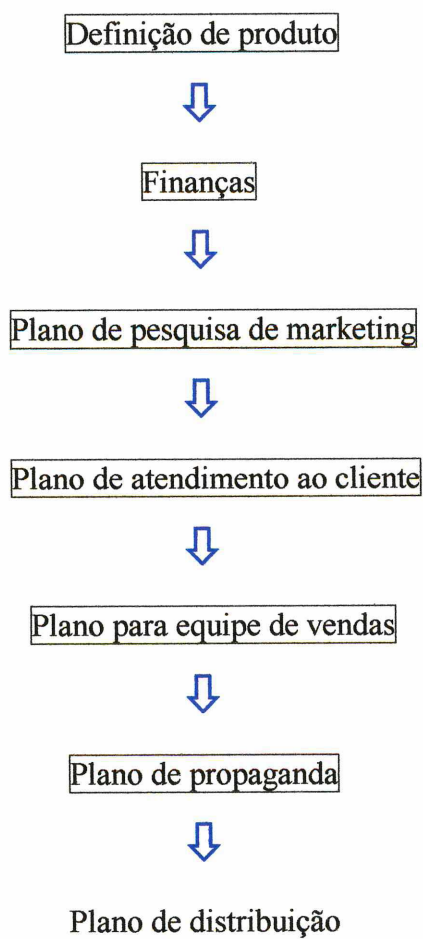 Definição de produto
Finanças
Plano de pesquisa de marketing
Plano de atendimento ao cliente
Plano para equipe de vendas
Plano de propaganda
Plano de distribuição